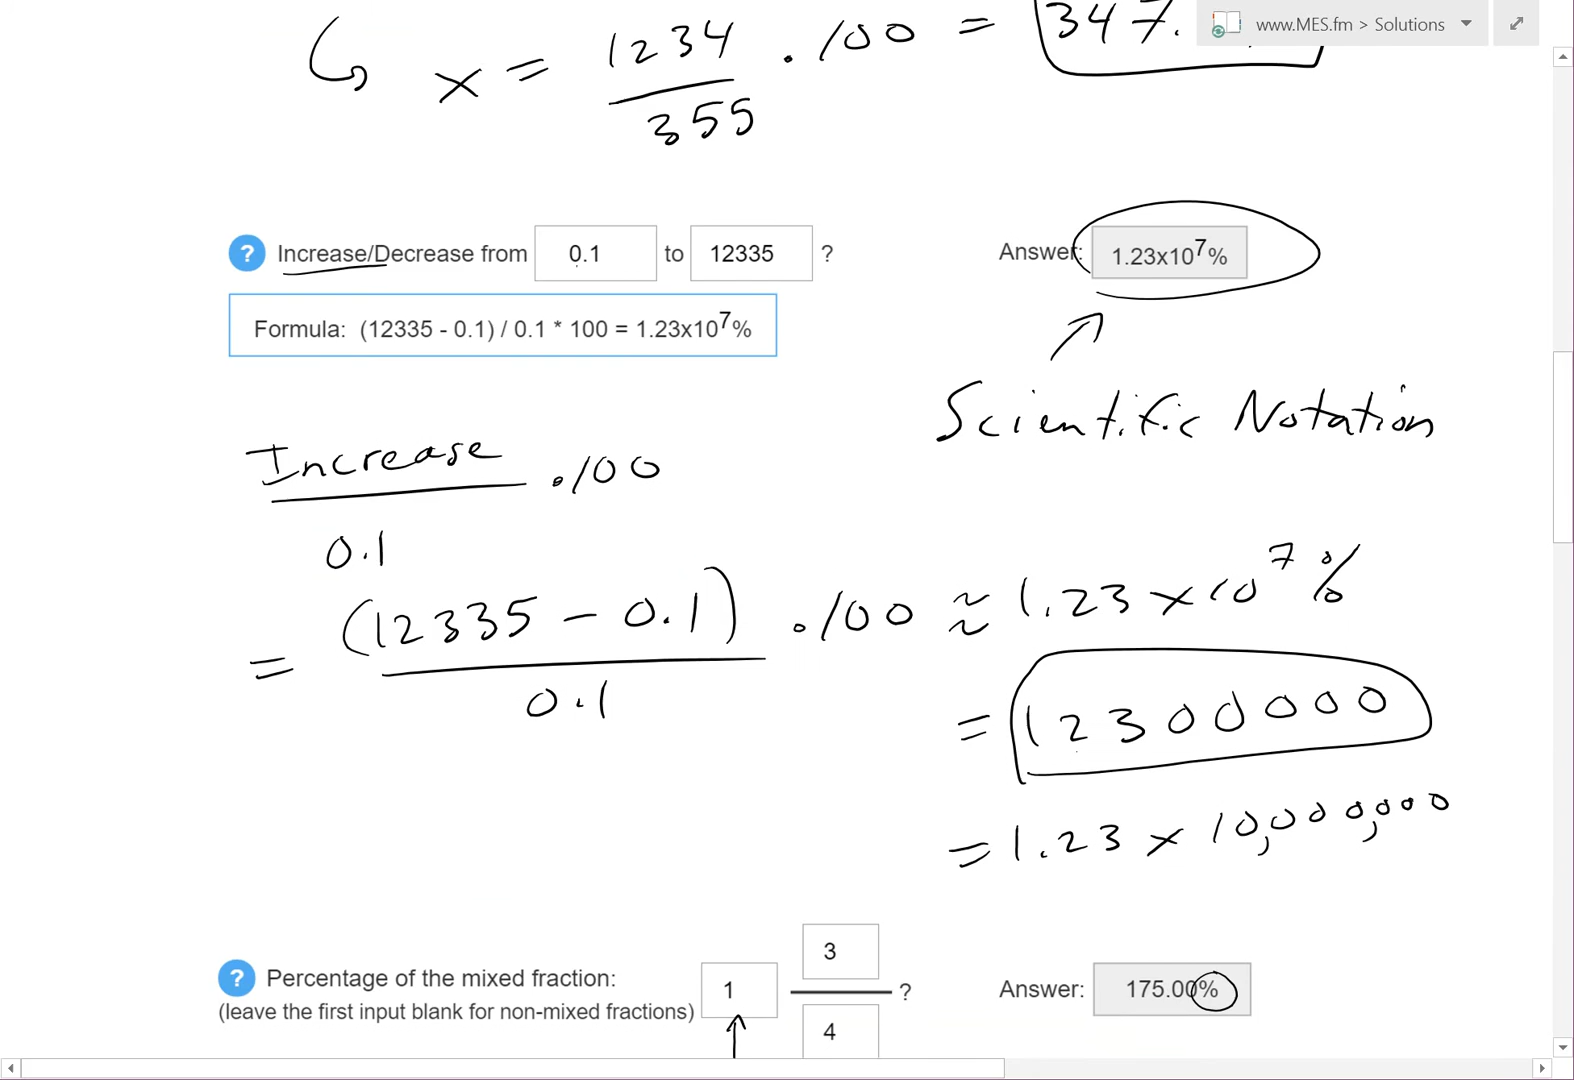 www.MES.fm > Solutions
x = 1234 / 355 . 100 = 347.
? Increase/Decrease from 0.1 to 12335 ? Answer: 1.23x10⁷%
Formula: (12335 - 0.1) / 0.1 * 100 = 1.23x10⁷%
Scientific Notation
Increase / 0.1 . 100
= (12335 - 0.1) / 0.1 . 100 ≈ 1.23 x 10⁷ %
= 12300000
= 1.23 x 10,000,000
? Percentage of the mixed fraction: 1 3 / 4 ? Answer: 175.00%
(leave the first input blank for non-mixed fractions)